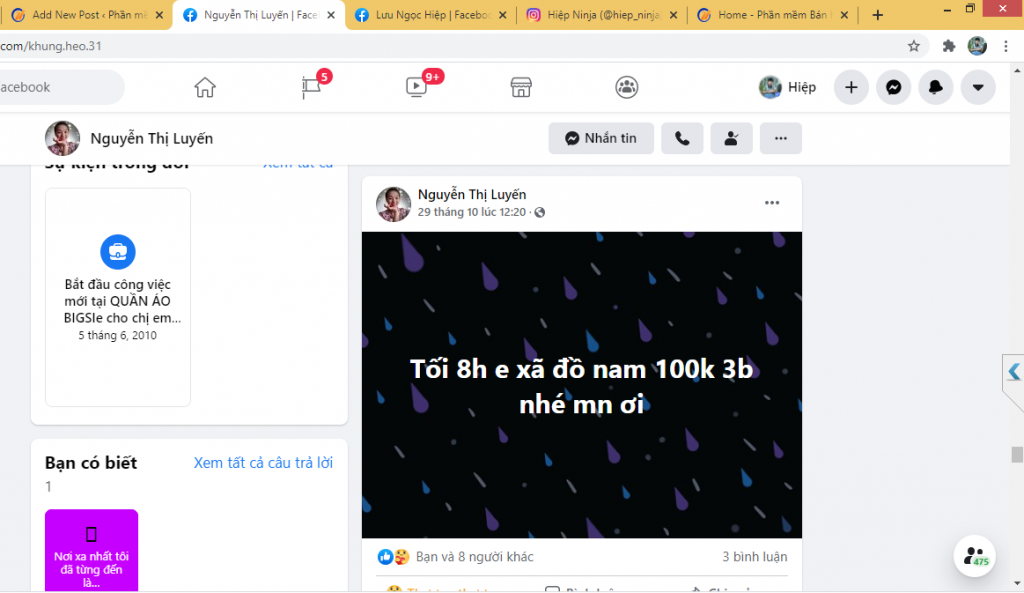 Add New Post ‹ Phần mề
Nguyễn Thị Luyến | Face
Lưu Ngọc Hiệp | Facebo
Hiệp Ninja (@hiep_ninja
Home - Phần mềm Bán
com/khung.heo.31
acebook
5
9+
Hiệp
Nguyễn Thị Luyến
Nhắn tin
Sự kiện trong đời
Xem tất cả
Bắt đầu công việc
mới tại QUẦN ÁO
BIGSIe cho chị em...
5 tháng 6, 2010
Bạn có biết
Xem tất cả câu trả lời
1
Nơi xa nhất tôi
đã từng đến
là...
Nguyễn Thị Luyến
29 tháng 10 lúc 12:20 ·
Tối 8h e xã đồ nam 100k 3b
nhé mn ơi
Bạn và 8 người khác
3 bình luận
475